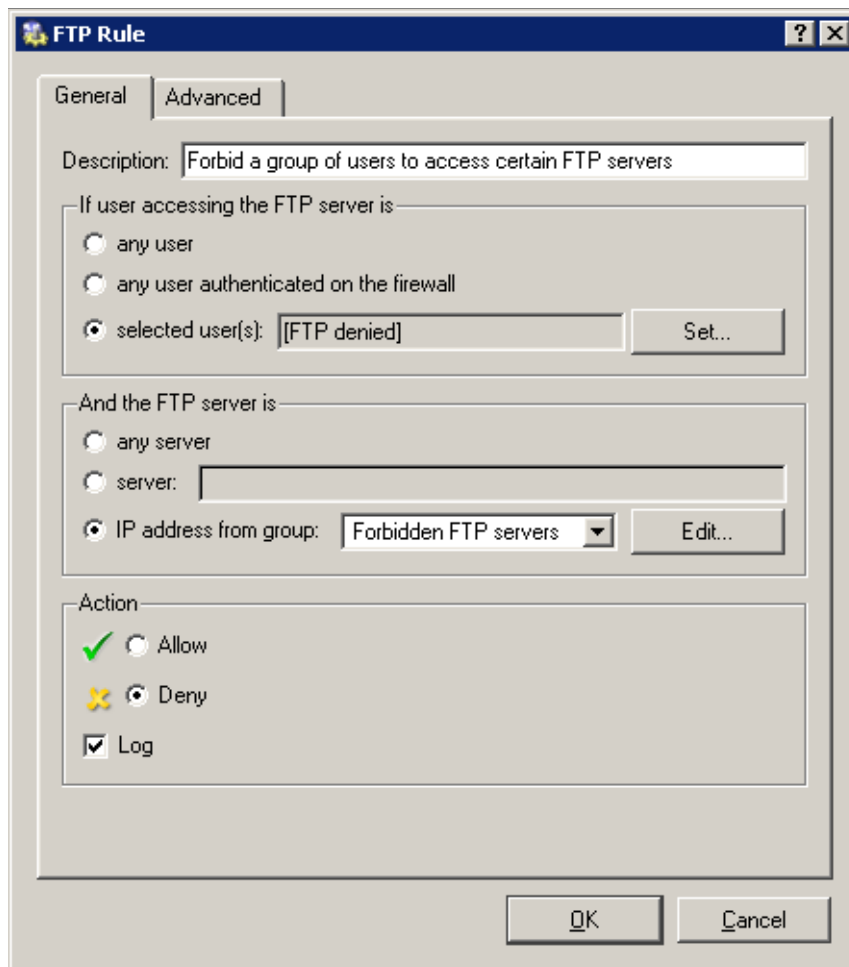 FTP Rule
General
Advanced
Description: Forbid a group of users to access certain FTP servers
If user accessing the FTP server is
any user
any user authenticated on the firewall
selected user(s): [FTP denied] Set...
And the FTP server is
any server
server:
IP address from group: Forbidden FTP servers Edit...
Action
Allow
Deny
Log
OK Cancel